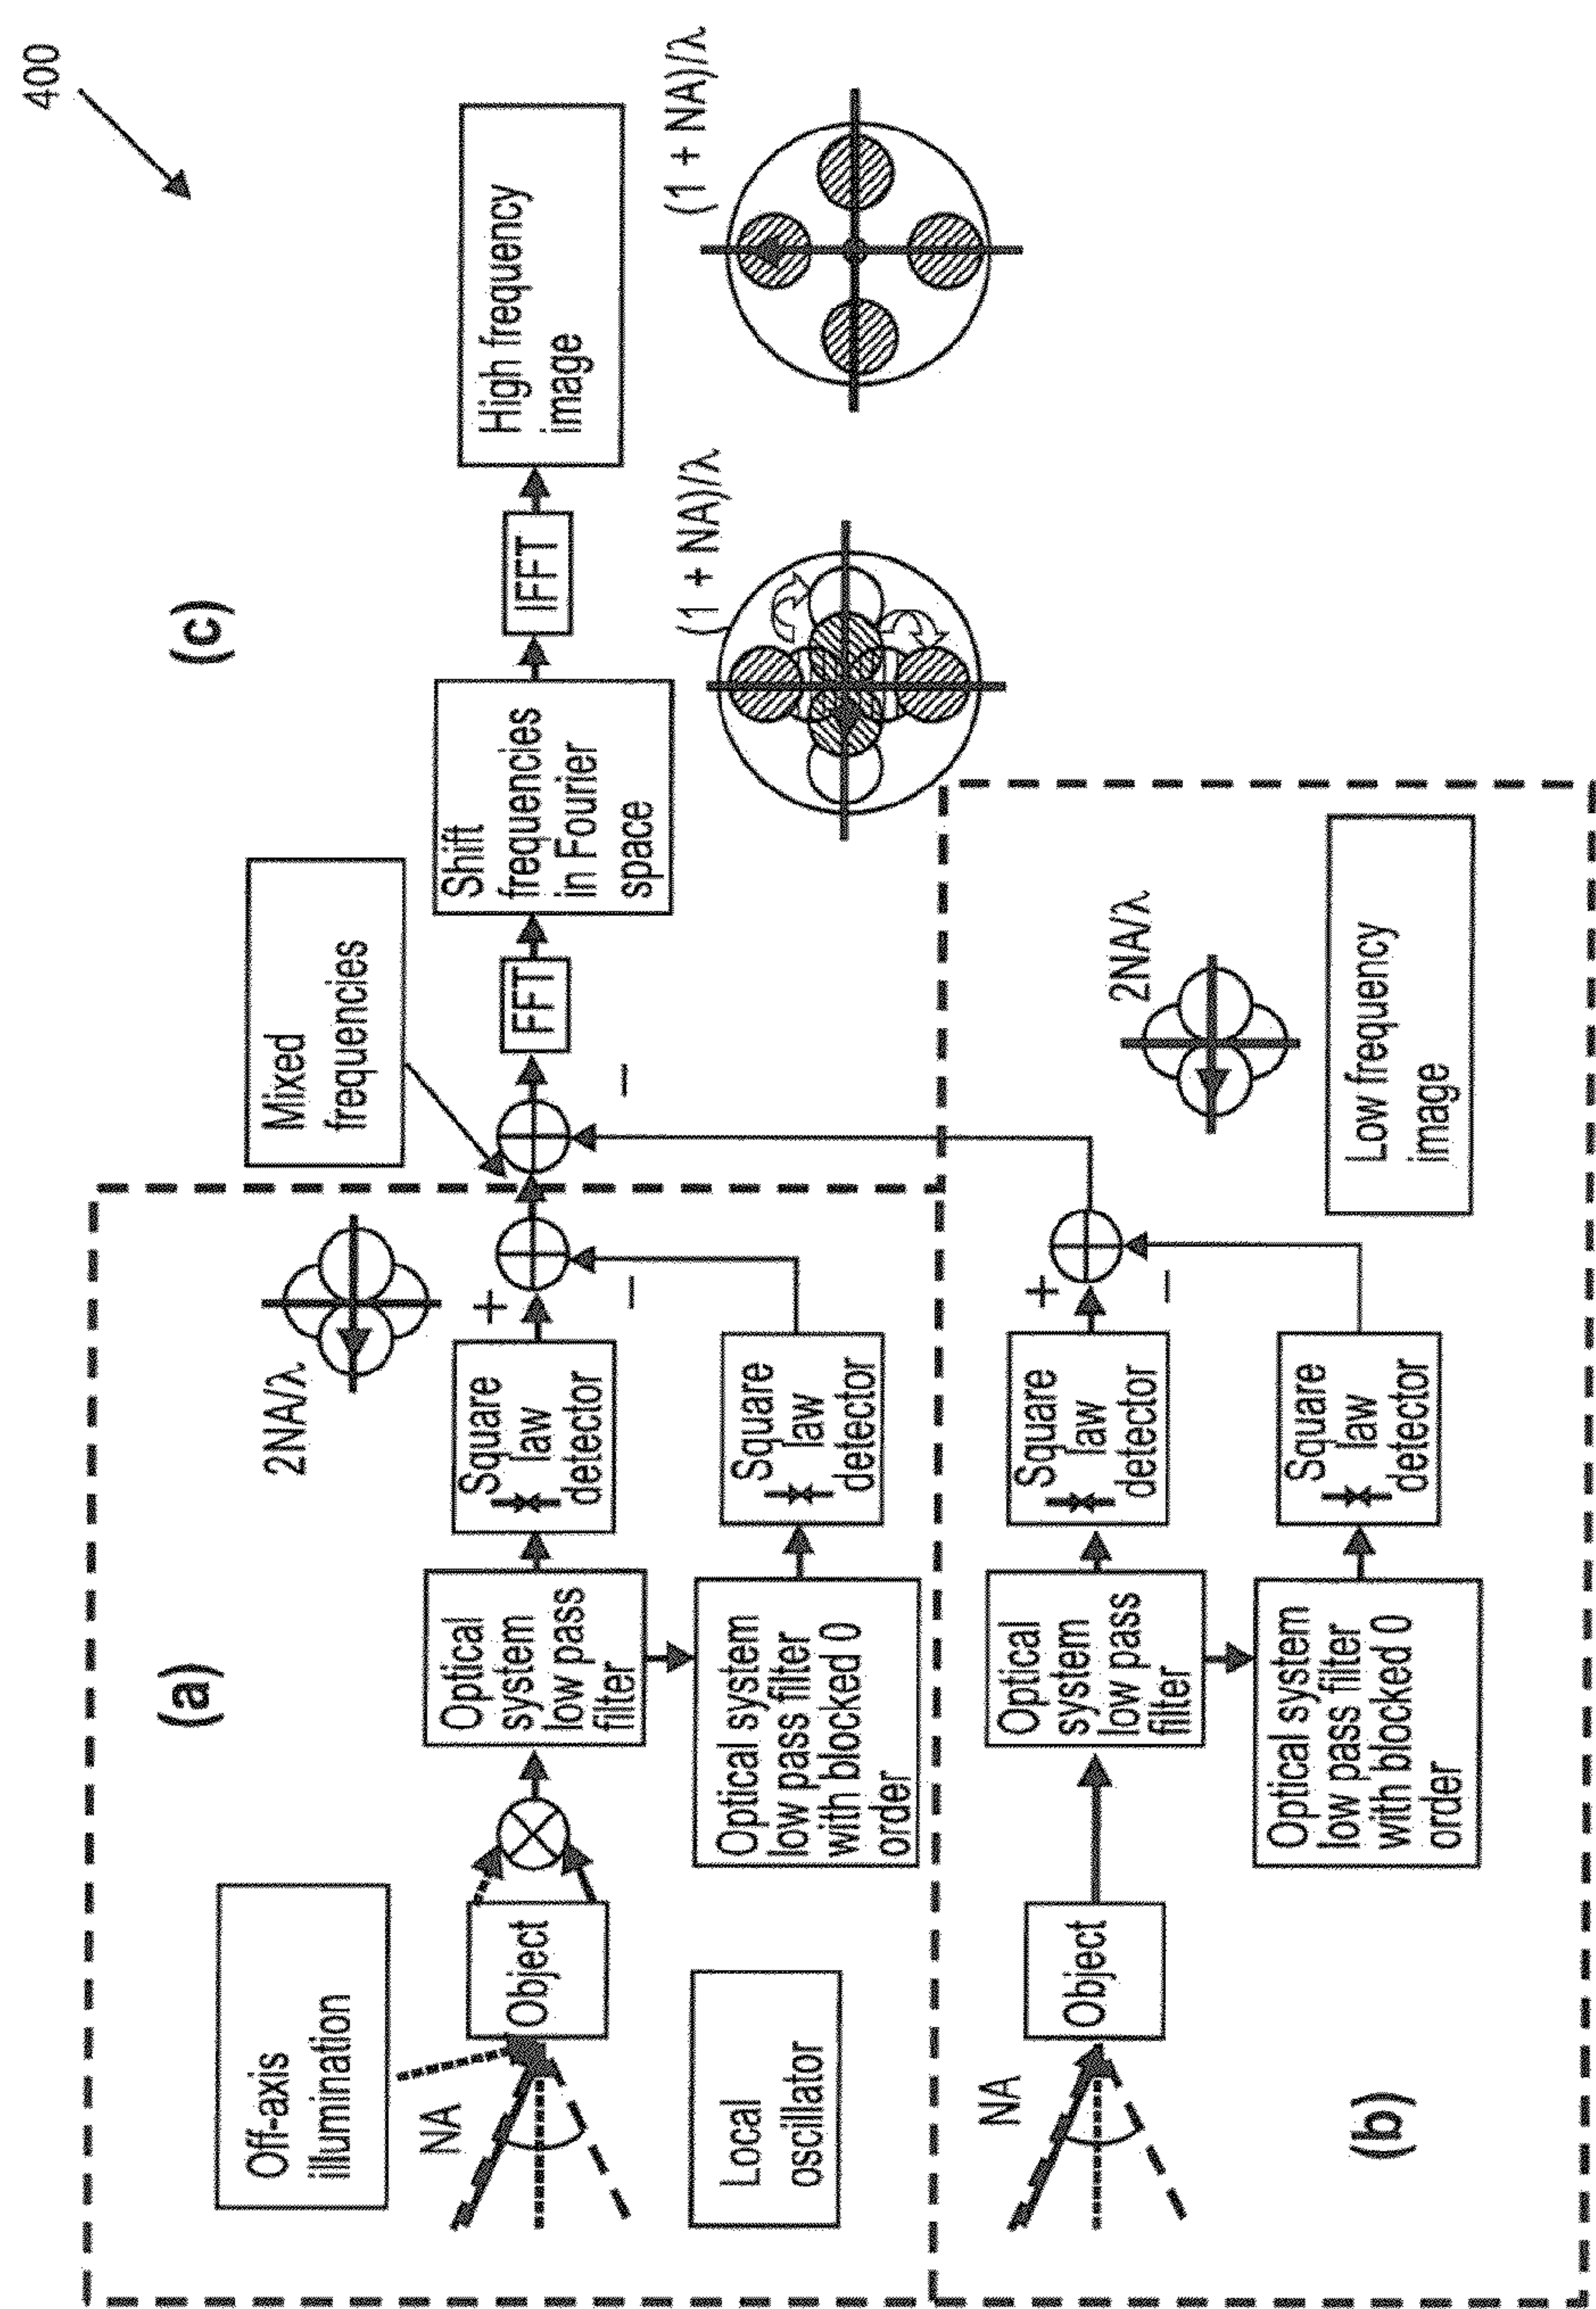 400
(a)
Off-axis
illumination
NA
Object
Local
oscillator
Optical
system
low pass
filter
Optical system
low pass filter
with blocked 0
order
Square
law
detector
Square
law
detector
+
−
2NA/λ
(c)
Mixed
frequencies
−
FFT
Shift
frequencies
in Fourier
space
IFFT
High frequency
image
(1 + NA)/λ
(1 + NA)/λ
(b)
NA
Object
Optical
system
low pass
filter
Optical system
low pass filter
with blocked 0
order
Square
law
detector
Square
law
detector
+
−
2NA/λ
Low frequency
image